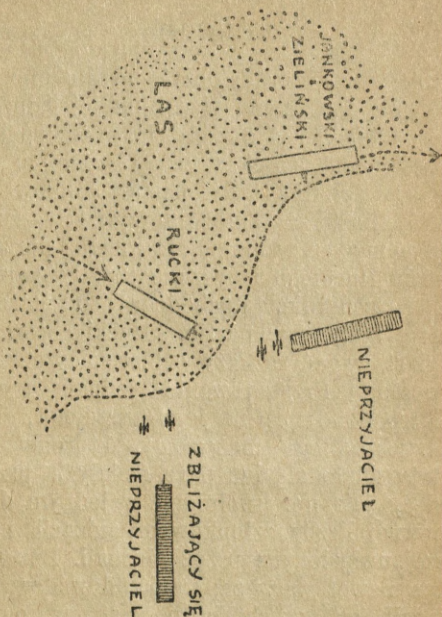 JANKOWSKI
ZIELIŃSKI
LAS
RUCKI
NIEPRZYJACIEL
ZBLIŻAJĄCY SIĘ
NIEPRZYJACIEL